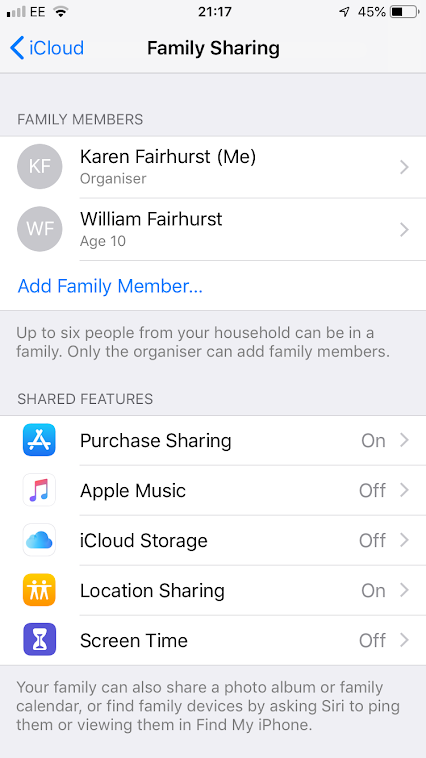 EE 21:17 45%
iCloud Family Sharing
FAMILY MEMBERS
KF Karen Fairhurst (Me)
Organiser
WF William Fairhurst
Age 10
Add Family Member...
Up to six people from your household can be in a
family. Only the organiser can add family members.
SHARED FEATURES
Purchase Sharing On
Apple Music Off
iCloud Storage Off
Location Sharing On
Screen Time Off
Your family can also share a photo album or family
calendar, or find family devices by asking Siri to ping
them or viewing them in Find My iPhone.